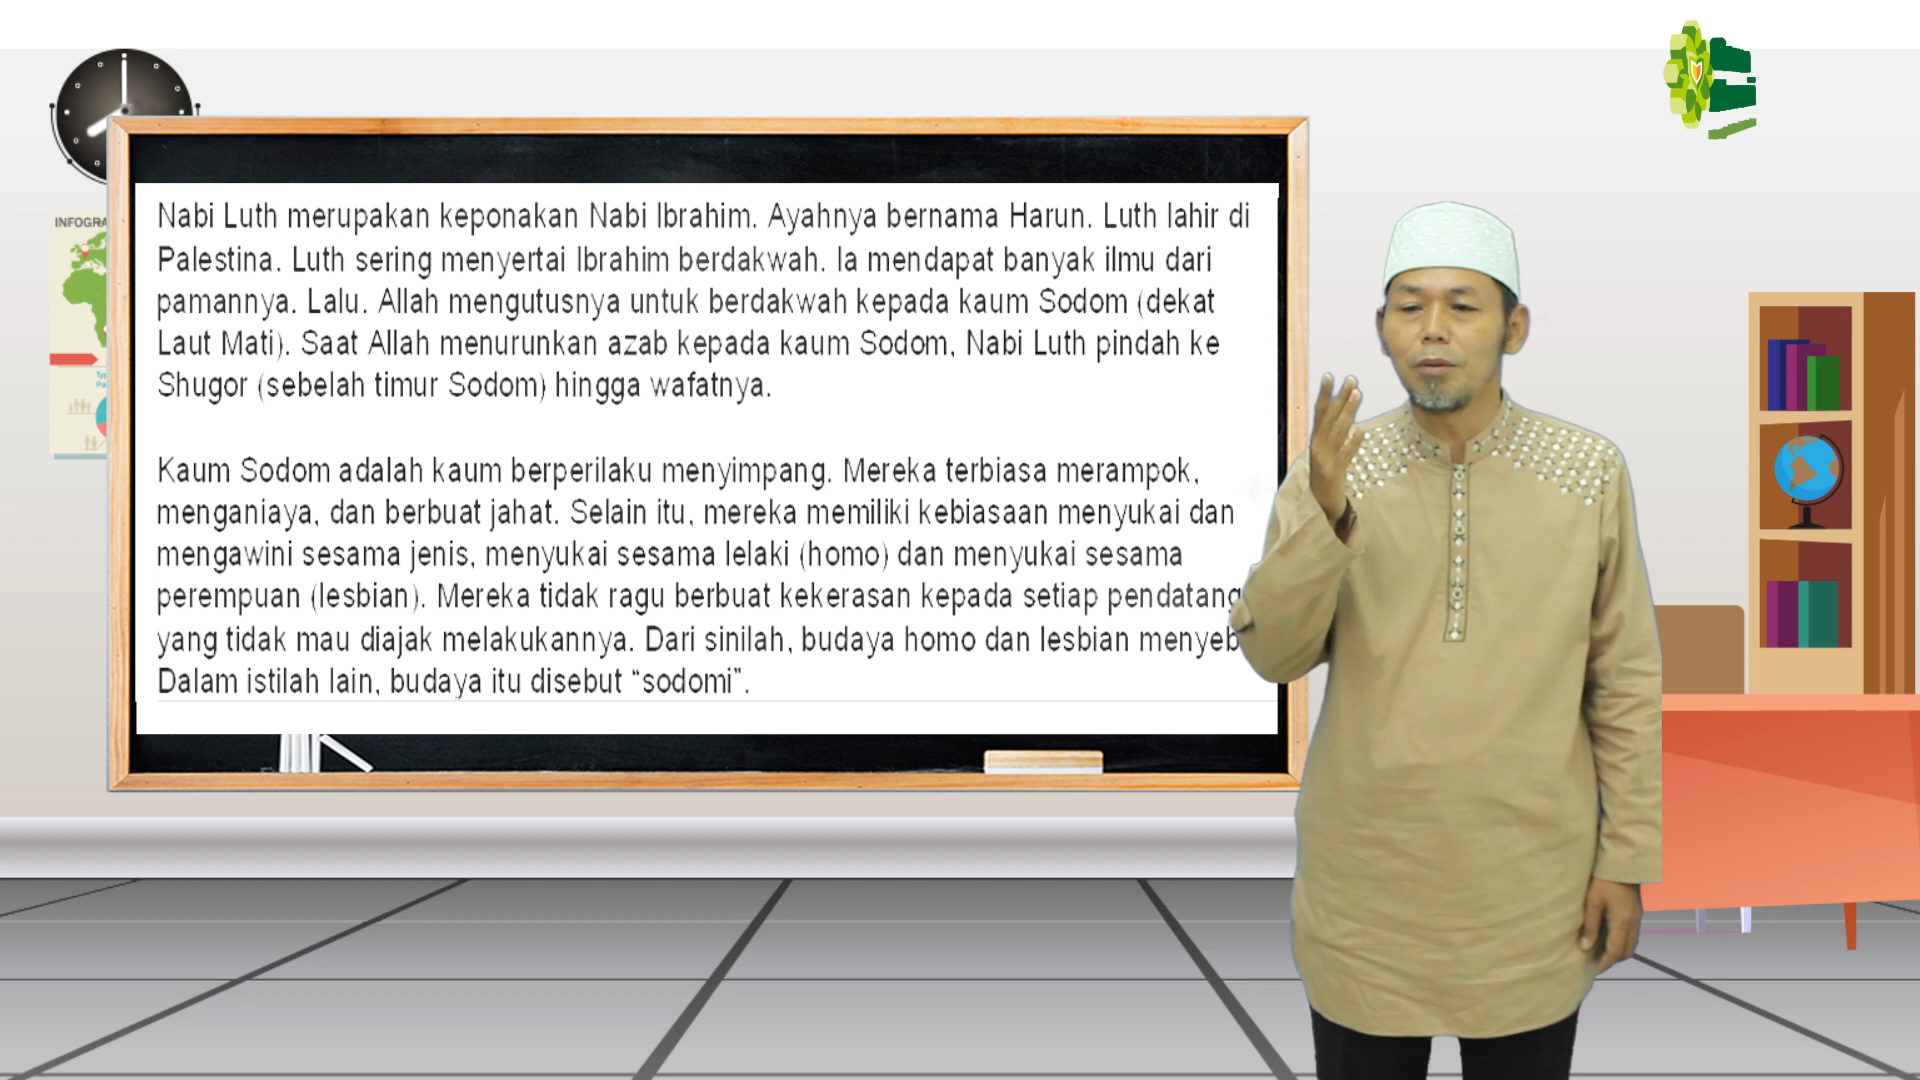 INFOGRA
Nabi Luth merupakan keponakan Nabi Ibrahim. Ayahnya bernama Harun. Luth lahir di
Palestina. Luth sering menyertai Ibrahim berdakwah. Ia mendapat banyak ilmu dari
pamannya. Lalu. Allah mengutusnya untuk berdakwah kepada kaum Sodom (dekat
Laut Mati). Saat Allah menurunkan azab kepada kaum Sodom, Nabi Luth pindah ke
Shugor (sebelah timur Sodom) hingga wafatnya.
Kaum Sodom adalah kaum berperilaku menyimpang. Mereka terbiasa merampok,
menganiaya, dan berbuat jahat. Selain itu, mereka memiliki kebiasaan menyukai dan
mengawini sesama jenis, menyukai sesama lelaki (homo) dan menyukai sesama
perempuan (lesbian). Mereka tidak ragu berbuat kekerasan kepada setiap pendatang
yang tidak mau diajak melakukannya. Dari sinilah, budaya homo dan lesbian menyeb
Dalam istilah lain, budaya itu disebut “sodomi”.